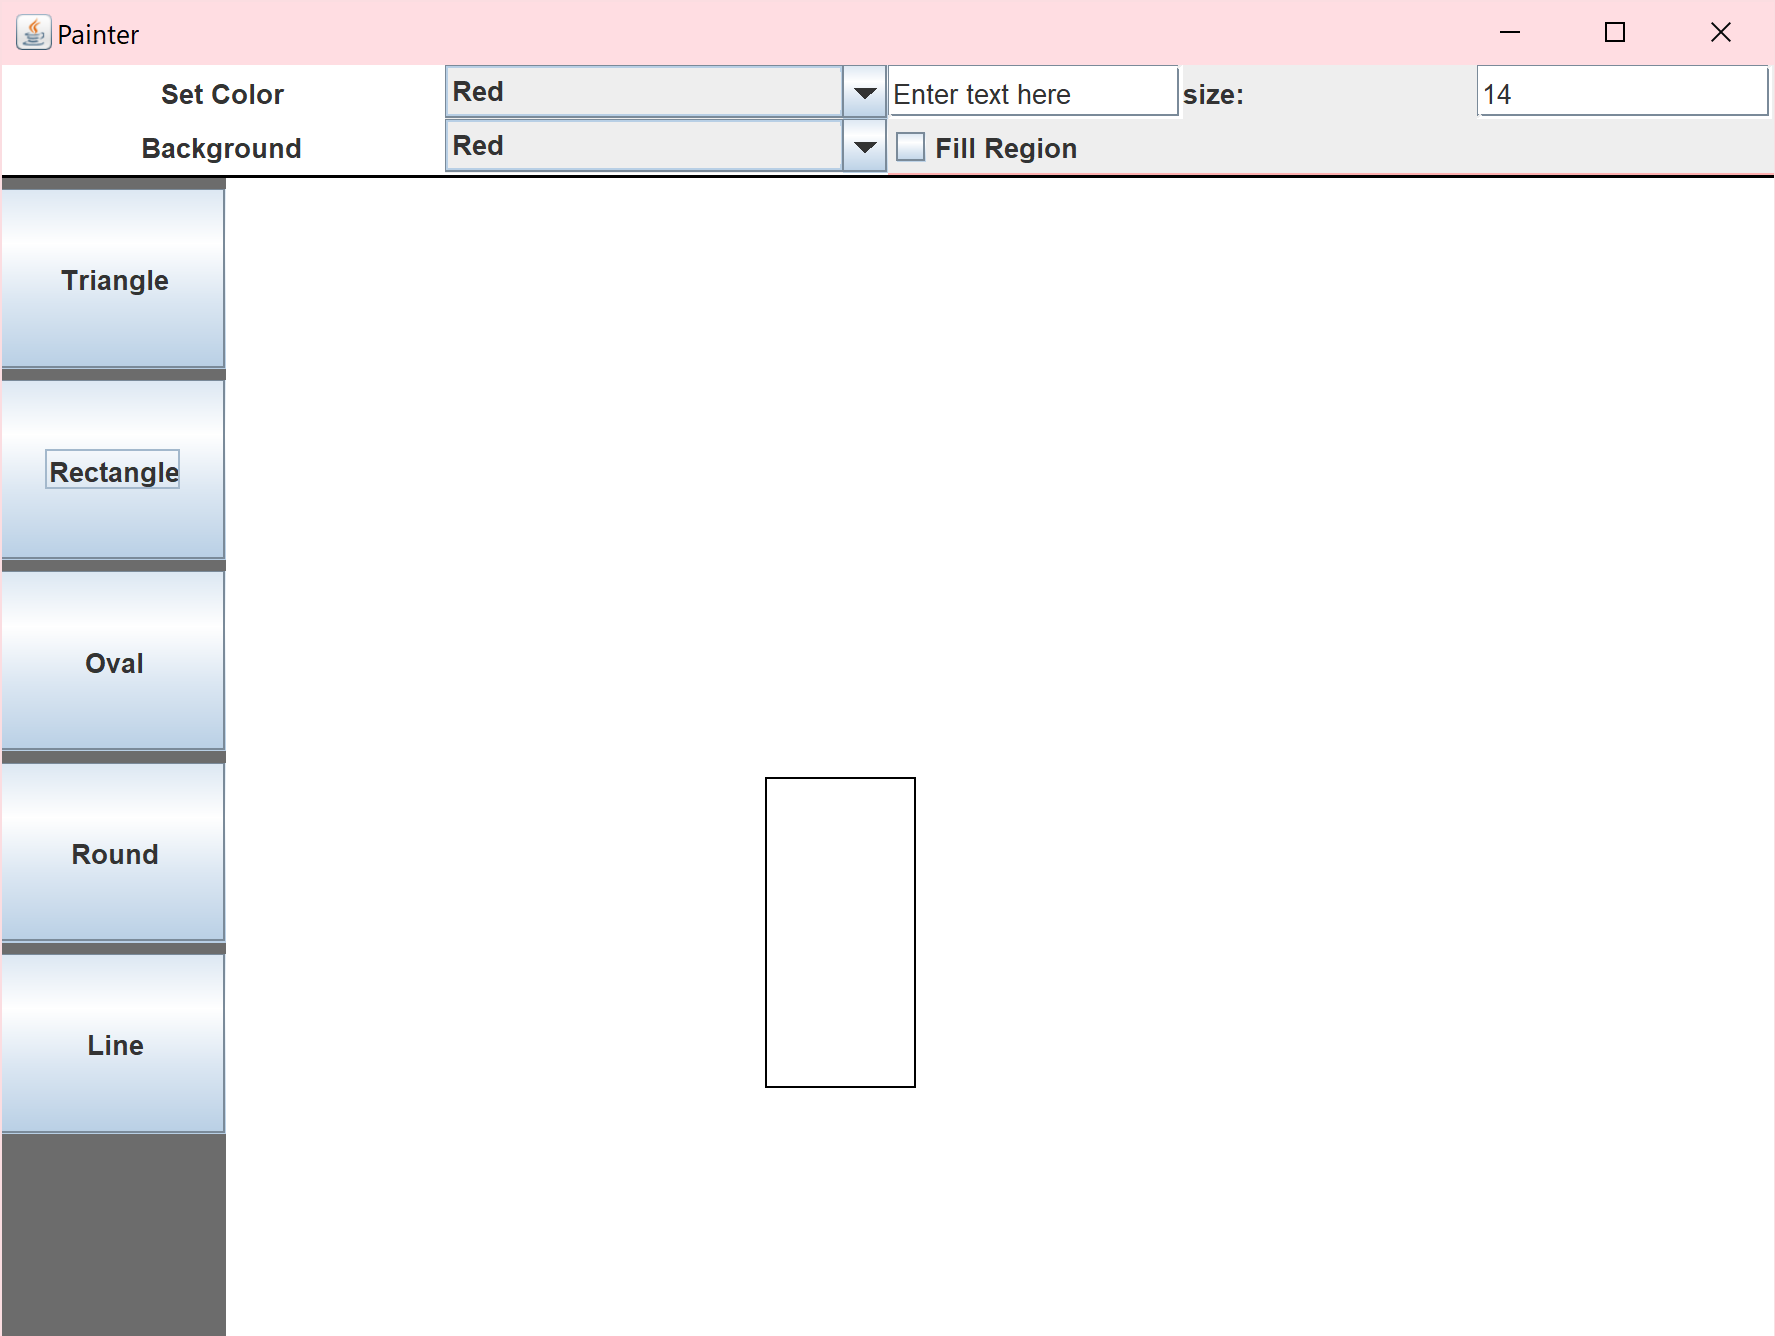 Painter
Set Color Red Enter text here size: 14
Background Red Fill Region
Triangle
Rectangle
Oval
Round
Line